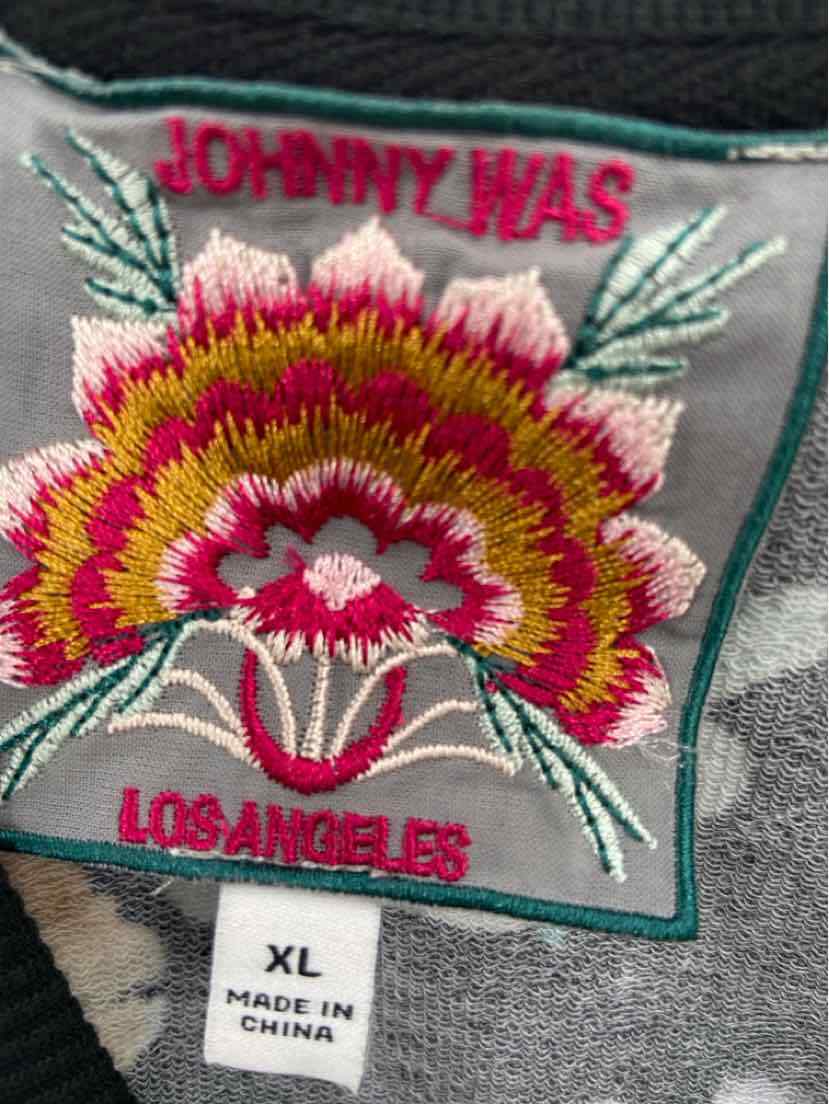 JOHNNY WAS
LOS ANGELES
XL
MADE IN
CHINA